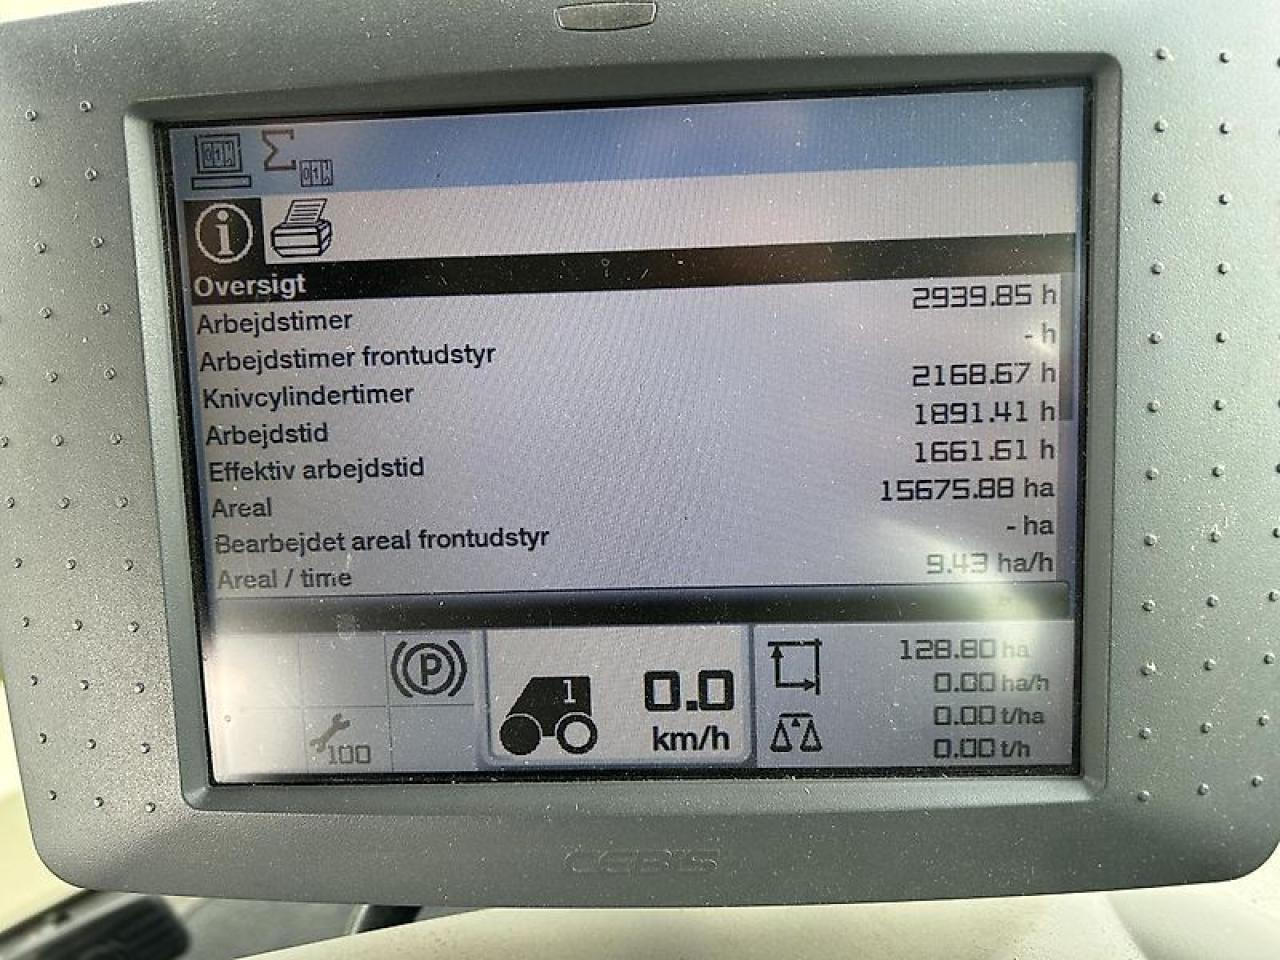 Oversigt
Arbejdstimer 2939.85 h
Arbejdstimer frontudstyr - h
Knivcylindertimer 2168.67 h
Arbejdstid 1891.41 h
Effektiv arbejdstid 1661.61 h
Areal 15675.88 ha
Bearbejdet areal frontudstyr - ha
Areal / time 9.43 ha/h
P
1
0.0
km/h
100
128.80 ha
0.00 ha/h
0.00 t/ha
0.00 t/h
CEBIS